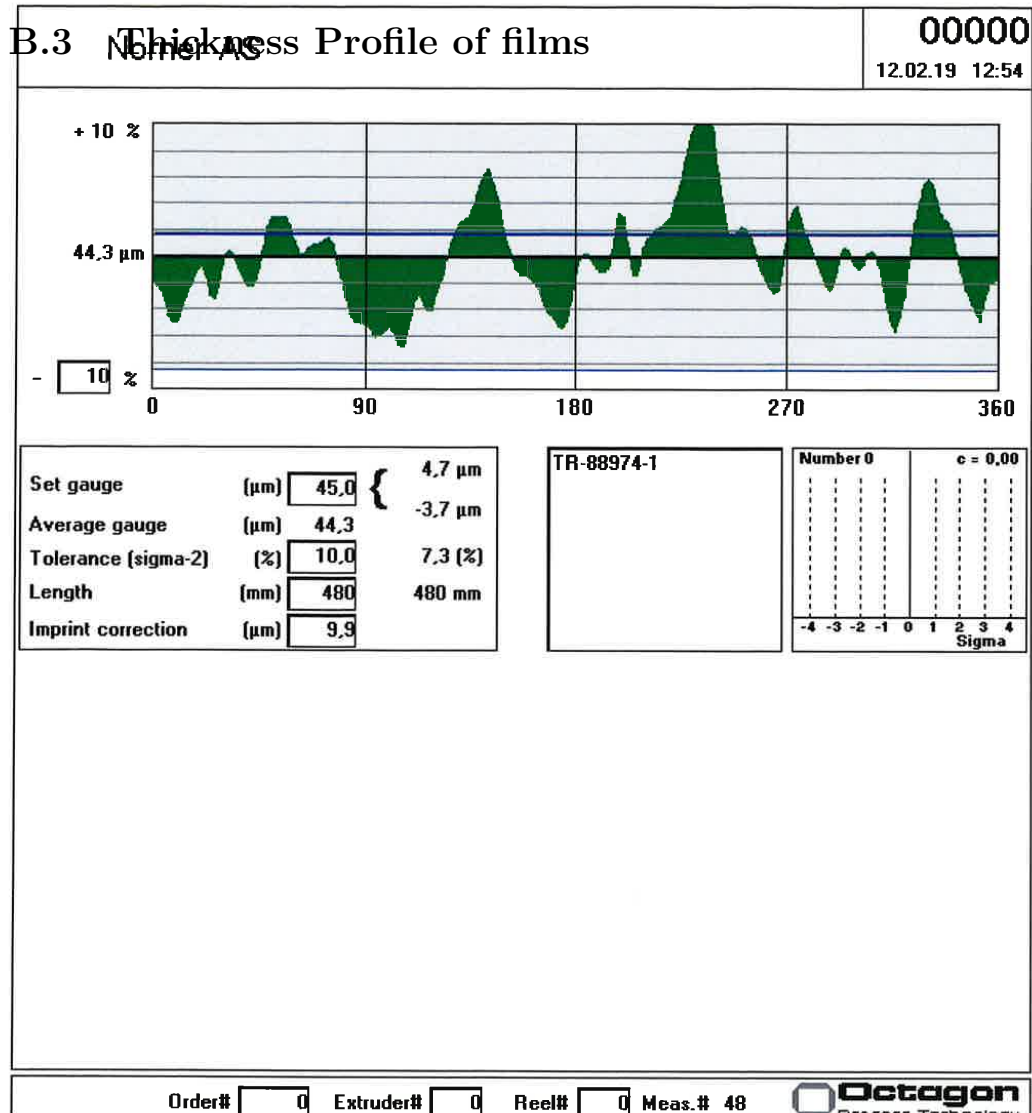 B.3 Thickness Profile of films
Norner AS
00000
12.02.19 12:54
+ 10 %
44,3 µm
- 10 %
0 90 180 270 360
Set gauge (µm) 45,0 { 4,7 µm
-3,7 µm
Average gauge (µm) 44,3
Tolerance (sigma-2) (%) 10,0 7,3 (%)
Length (mm) 480 480 mm
Imprint correction (µm) 9,9
TR-88974-1
Number 0 c = 0,00
-4 -3 -2 -1 0 1 2 3 4
Sigma
Order# 0 Extruder# 0 Reel# 0 Meas.# 48
Octagon
Process Technology